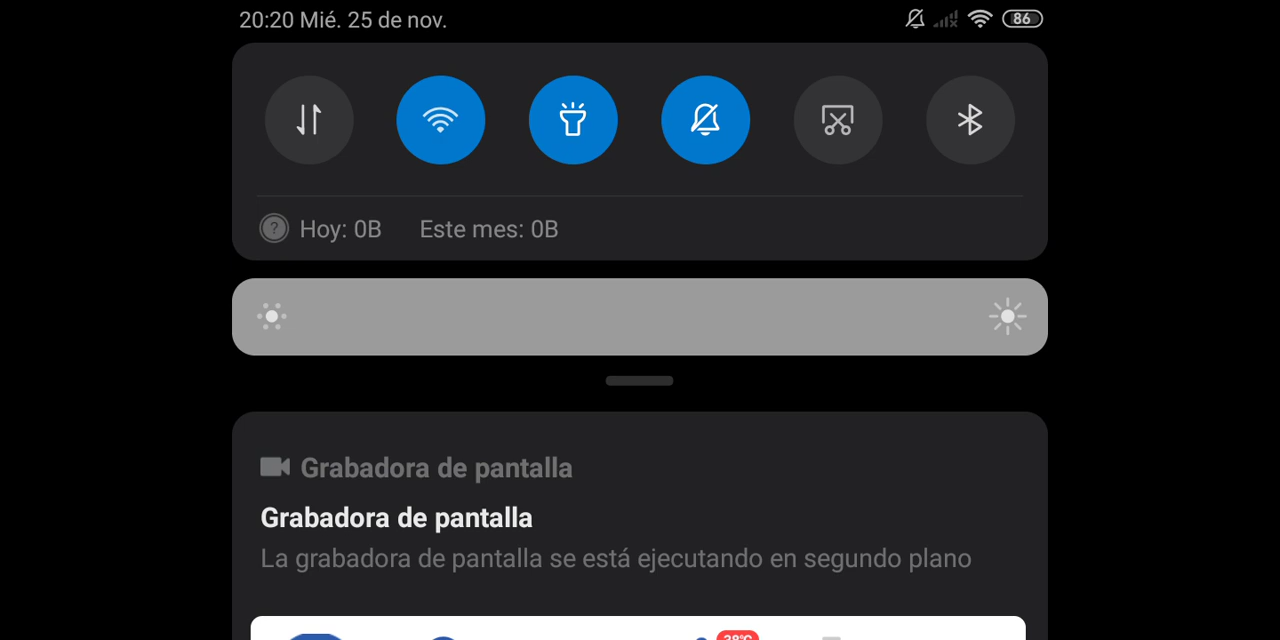 20:20 Mié. 25 de nov. 86
?
Hoy: 0B Este mes: 0B
Grabadora de pantalla
Grabadora de pantalla
La grabadora de pantalla se está ejecutando en segundo plano